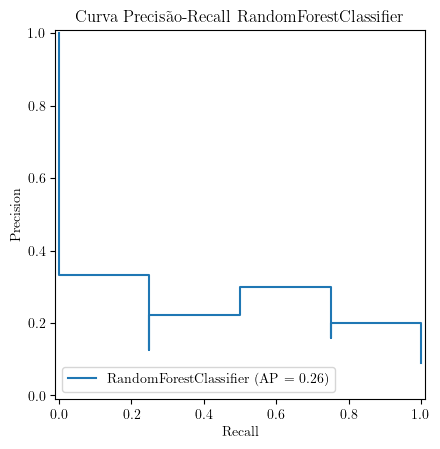 Curva Precisão-Recall RandomForestClassifier
1.0
0.8
0.6
0.4
0.2
0.0
Precision
RandomForestClassifier (AP = 0.26)
0.0 0.2 0.4 0.6 0.8 1.0
Recall